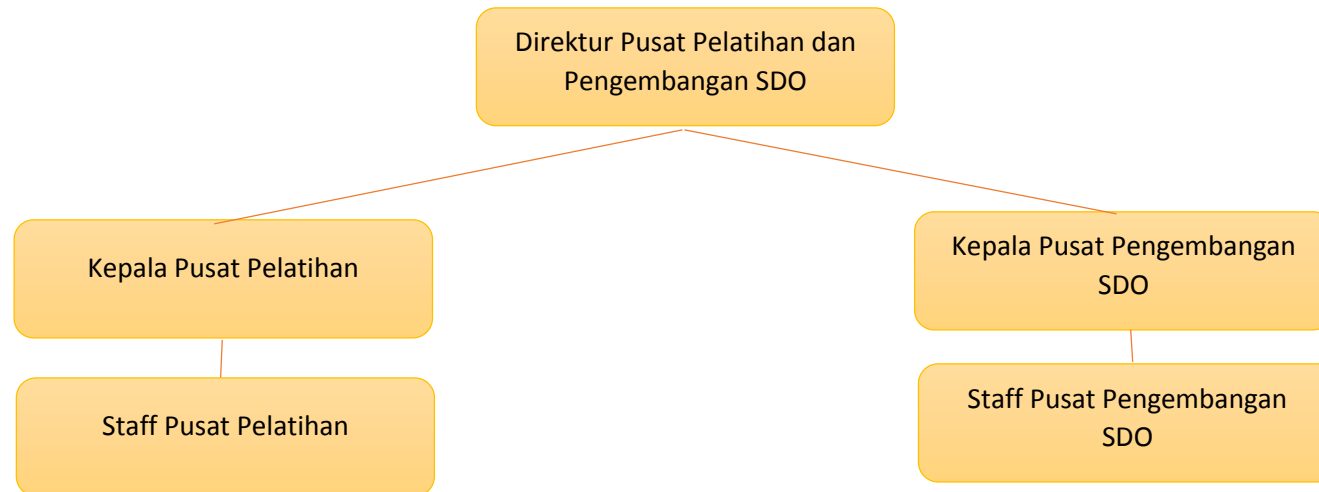 Direktur Pusat Pelatihan dan
Pengembangan SDO
Kepala Pusat Pelatihan
Kepala Pusat Pengembangan
SDO
Staff Pusat Pelatihan
Staff Pusat Pengembangan
SDO